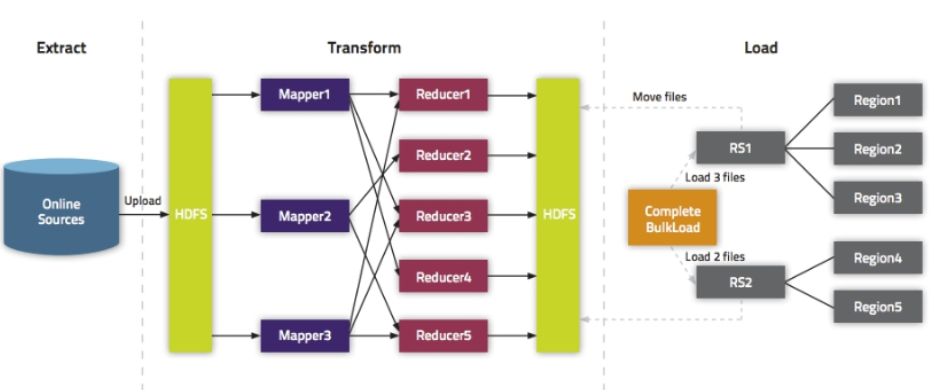 Extract
Transform
Load
Online
Sources
Upload
HDFS
Mapper1
Mapper2
Mapper3
Reducer1
Reducer2
Reducer3
Reducer4
Reducer5
HDFS
Move files
RS1
Load 3 files
Complete
BulkLoad
Load 2 files
RS2
Region1
Region2
Region3
Region4
Region5